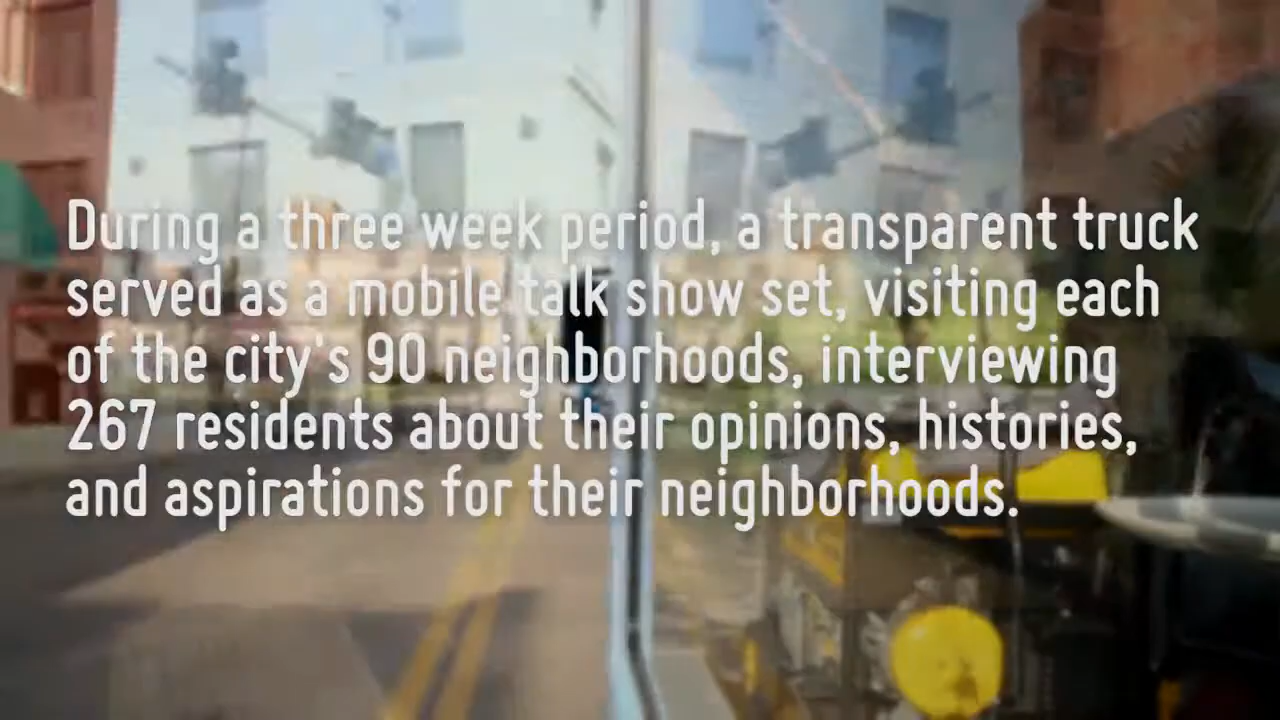 During a three week period, a transparent truck
served as a mobile talk show set, visiting each
of the city's 90 neighborhoods, interviewing
267 residents about their opinions, histories,
and aspirations for their neighborhoods.